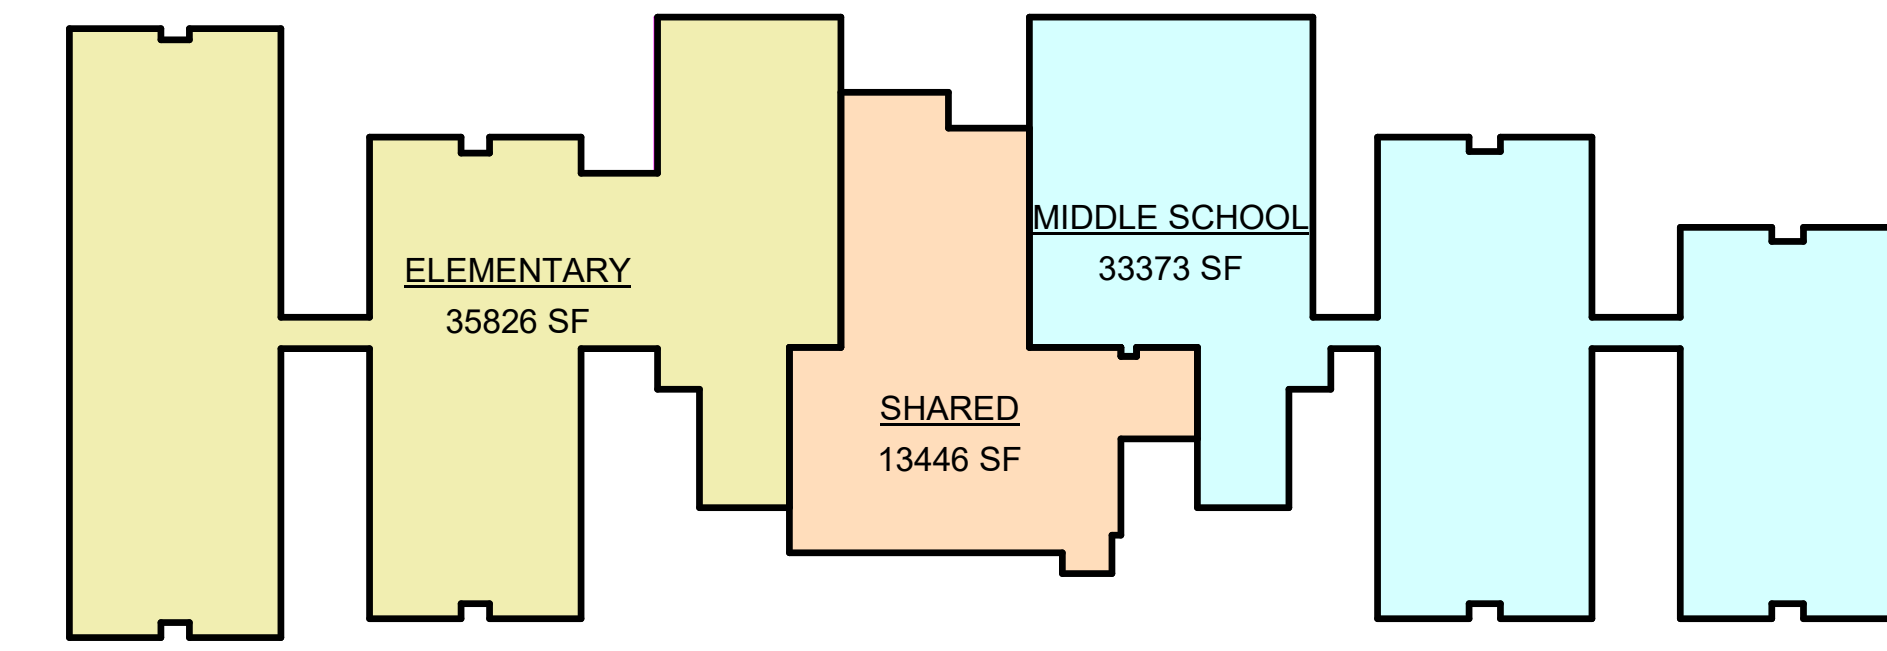 ELEMENTARY
35826 SF
SHARED
13446 SF
MIDDLE SCHOOL
33373 SF